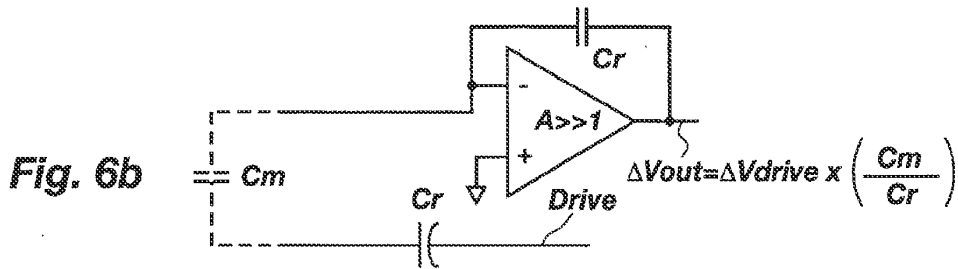 Cr
-
A>>1
+
Fig. 6b
Cm
ΔVout=ΔVdrive x (Cm/Cr)
Cr
Drive